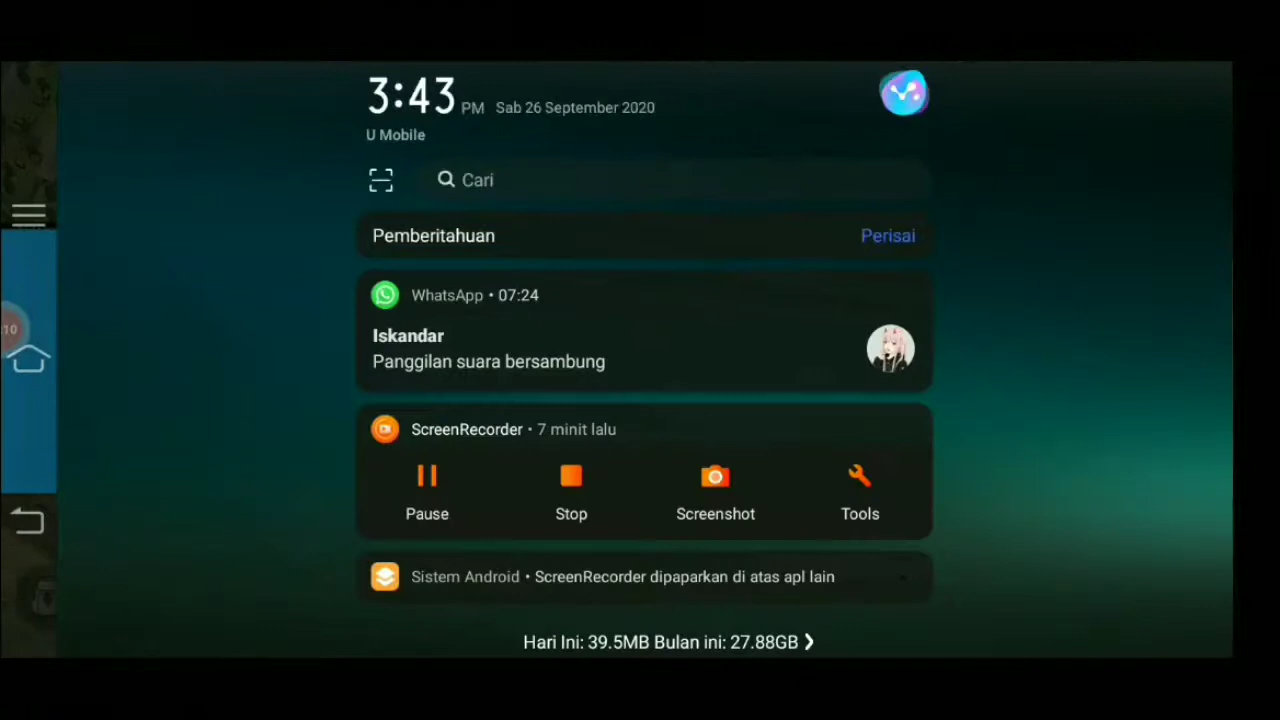 3:43 PM Sab 26 September 2020
U Mobile
Cari
Pemberitahuan Perisai
WhatsApp • 07:24
Iskandar
Panggilan suara bersambung
:10
ScreenRecorder • 7 minit lalu
Pause Stop Screenshot Tools
Sistem Android • ScreenRecorder dipaparkan di atas apl lain
Hari Ini: 39.5MB Bulan ini: 27.88GB